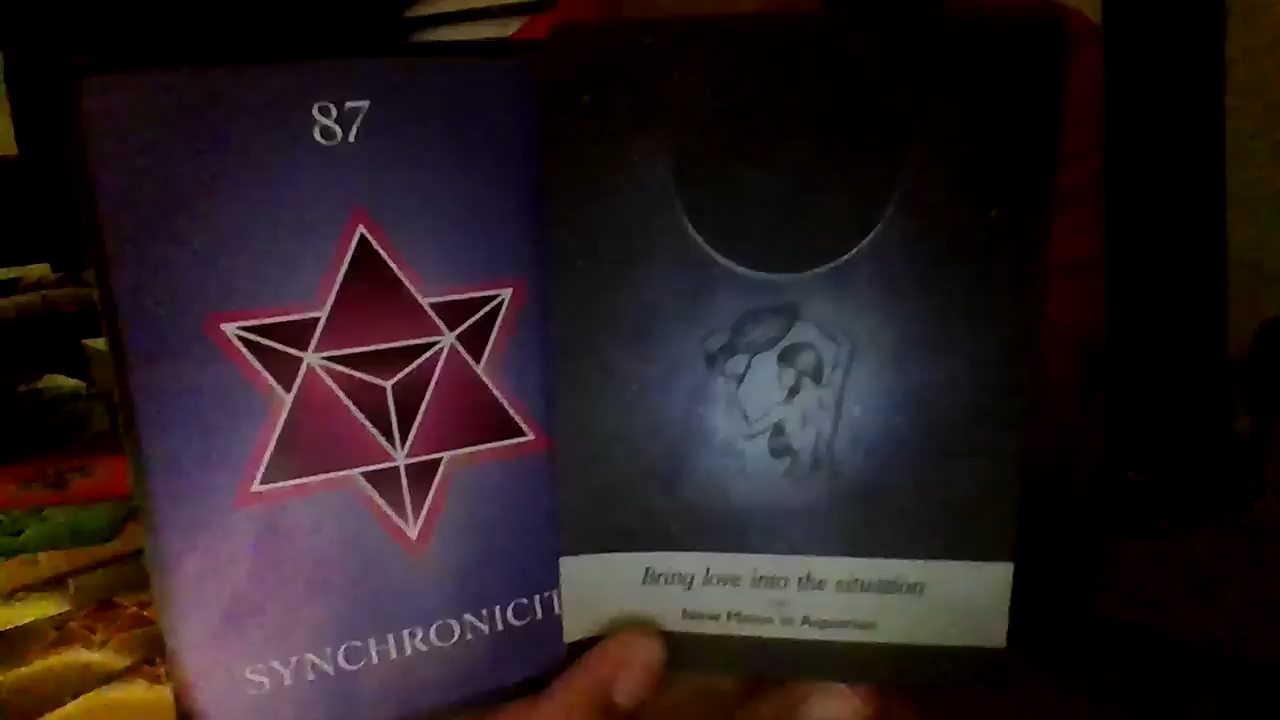 87
SYNCHRONICIT
Bring love into the situation
New Moon in Aquarius